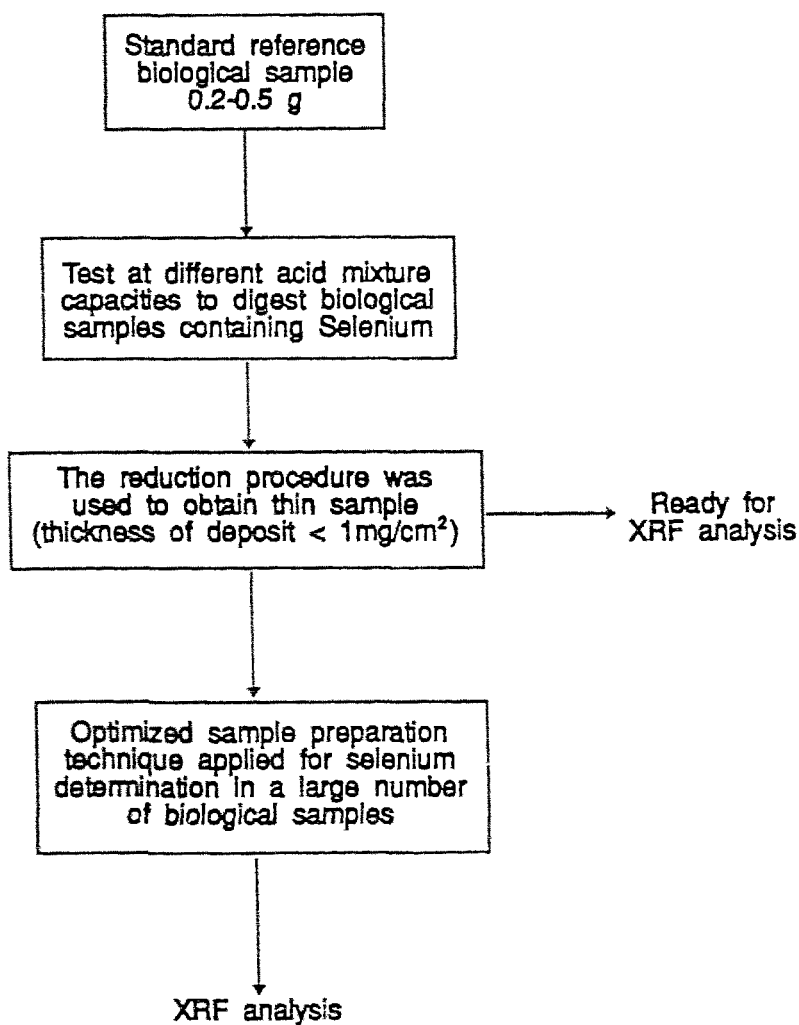 Standard reference
biological sample
0.2-0.5 g
Test at different acid mixture
capacities to digest biological
samples containing Selenium
The reduction procedure was
used to obtain thin sample
(thickness of deposit < 1mg/cm²)
Ready for
XRF analysis
Optimized sample preparation
technique applied for selenium
determination in a large number
of biological samples
XRF analysis